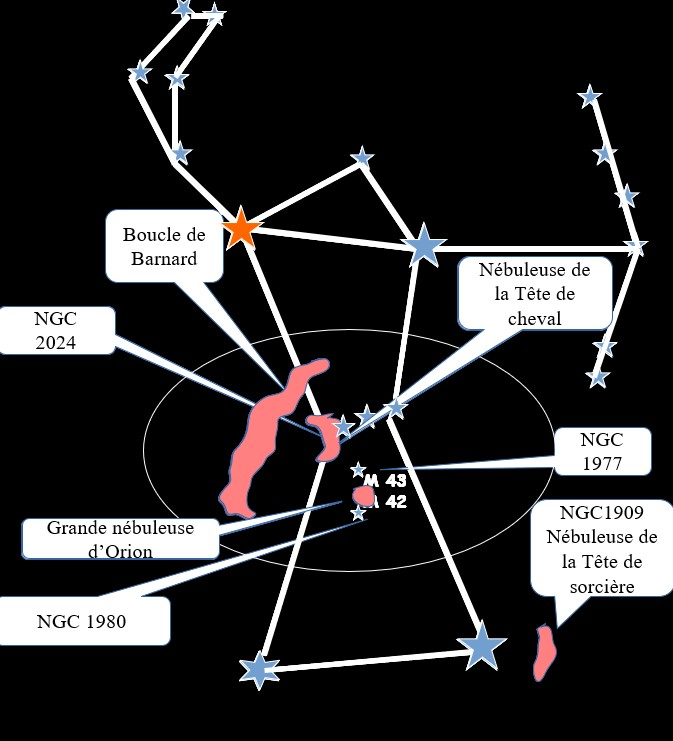 Boucle de
Barnard
Nébuleuse de
la Tête de
cheval
NGC
2024
NGC
1977
M 43
M 42
NGC1909
Nébuleuse de
la Tête de
sorcière
Grande nébuleuse
d’Orion
NGC 1980